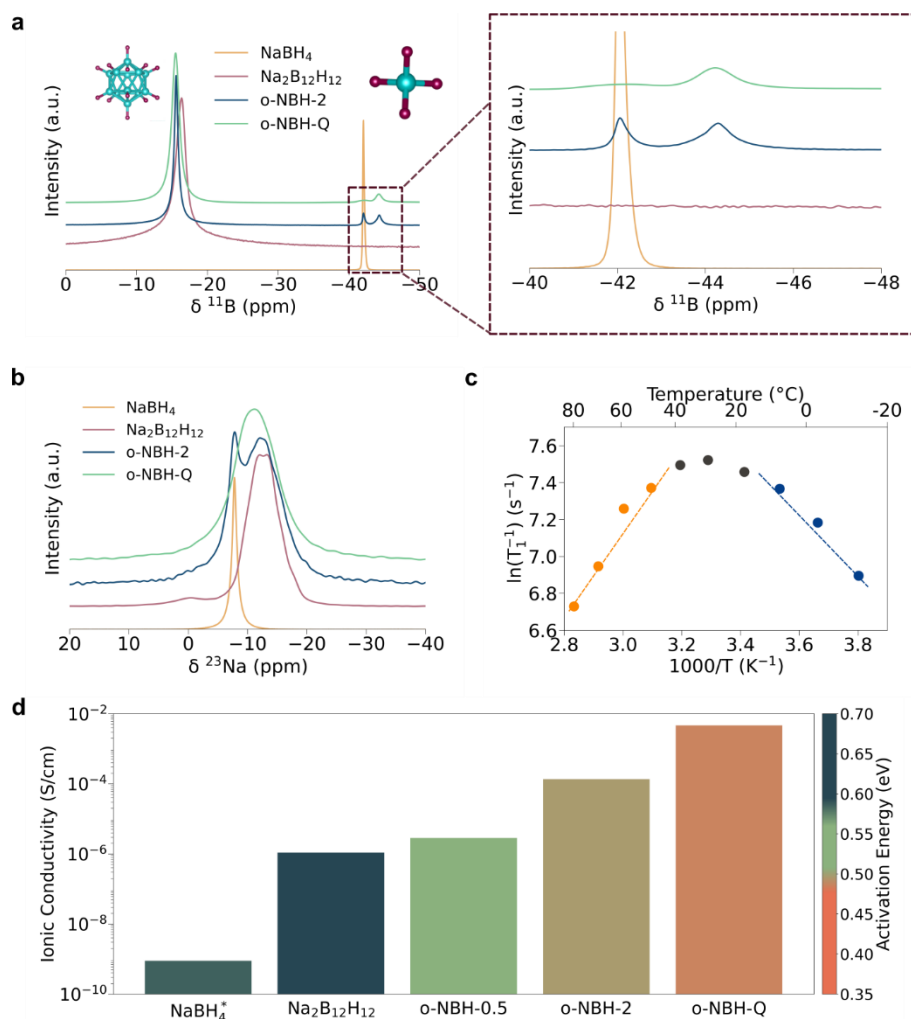 a
NaBH₄
Na₂B₁₂H₁₂
o-NBH-2
o-NBH-Q
Intensity (a.u.)
0 −10 −20 −30 −40 −50
δ ¹¹B (ppm)
Intensity (a.u.)
−40 −42 −44 −46 −48
δ ¹¹B (ppm)
b
NaBH₄
Na₂B₁₂H₁₂
o-NBH-2
o-NBH-Q
Intensity (a.u.)
20 10 0 −10 −20 −30 −40
δ ²³Na (ppm)
c
Temperature (°C)
80 60 40 20 0 −20
ln(T₁⁻¹) (s⁻¹)
7.6
7.4
7.2
7.0
6.8
6.6
2.8 3.0 3.2 3.4 3.6 3.8
1000/T (K⁻¹)
d
Ionic Conductivity (S/cm)
10⁻²
10⁻⁴
10⁻⁶
10⁻⁸
10⁻¹⁰
NaBH₄* Na₂B₁₂H₁₂ o-NBH-0.5 o-NBH-2 o-NBH-Q
0.70
0.65
0.60
0.55
0.50
0.45
0.40
0.35
Activation Energy (eV)